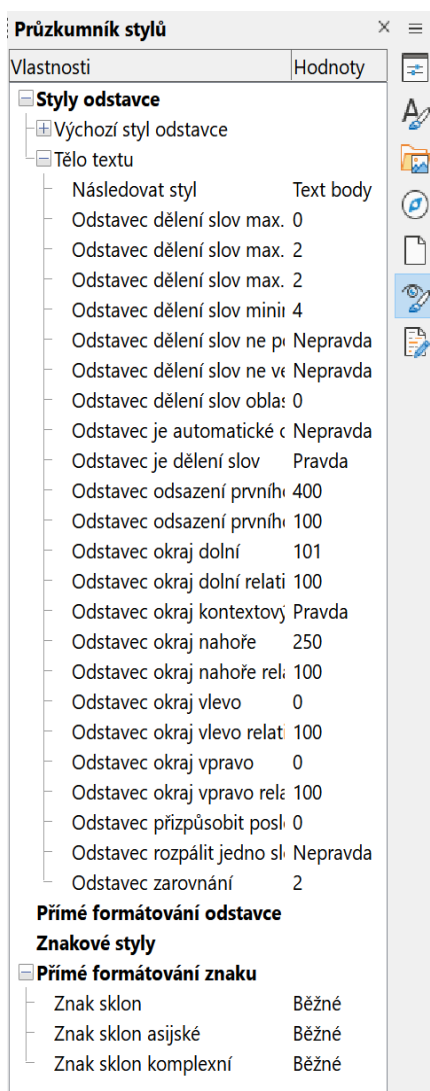 Průzkumník stylů
Vlastnosti Hodnoty
Styly odstavce
Výchozí styl odstavce
Tělo textu
Následovat styl Text body
Odstavec dělení slov max. 0
Odstavec dělení slov max. 2
Odstavec dělení slov max. 2
Odstavec dělení slov minir 4
Odstavec dělení slov ne po Nepravda
Odstavec dělení slov ne ve Nepravda
Odstavec dělení slov oblas 0
Odstavec je automatické d Nepravda
Odstavec je dělení slov Pravda
Odstavec odsazení prvního 400
Odstavec odsazení prvního 100
Odstavec okraj dolní 101
Odstavec okraj dolní relati 100
Odstavec okraj kontextový Pravda
Odstavec okraj nahoře 250
Odstavec okraj nahoře rela 100
Odstavec okraj vlevo 0
Odstavec okraj vlevo relati 100
Odstavec okraj vpravo 0
Odstavec okraj vpravo rela 100
Odstavec přizpůsobit posle 0
Odstavec rozpálit jedno sl Nepravda
Odstavec zarovnání 2
Přímé formátování odstavce
Znakové styly
Přímé formátování znaku
Znak sklon Běžné
Znak sklon asijské Běžné
Znak sklon komplexní Běžné